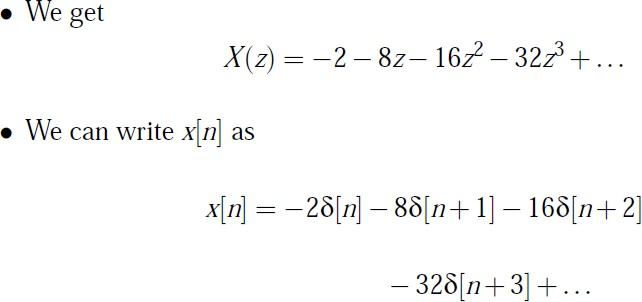 • We get
X(z) = −2 − 8z − 16z² − 32z³ + …
• We can write x[n] as
x[n] = −2δ[n] − 8δ[n+1] − 16δ[n+2]
− 32δ[n+3] + …